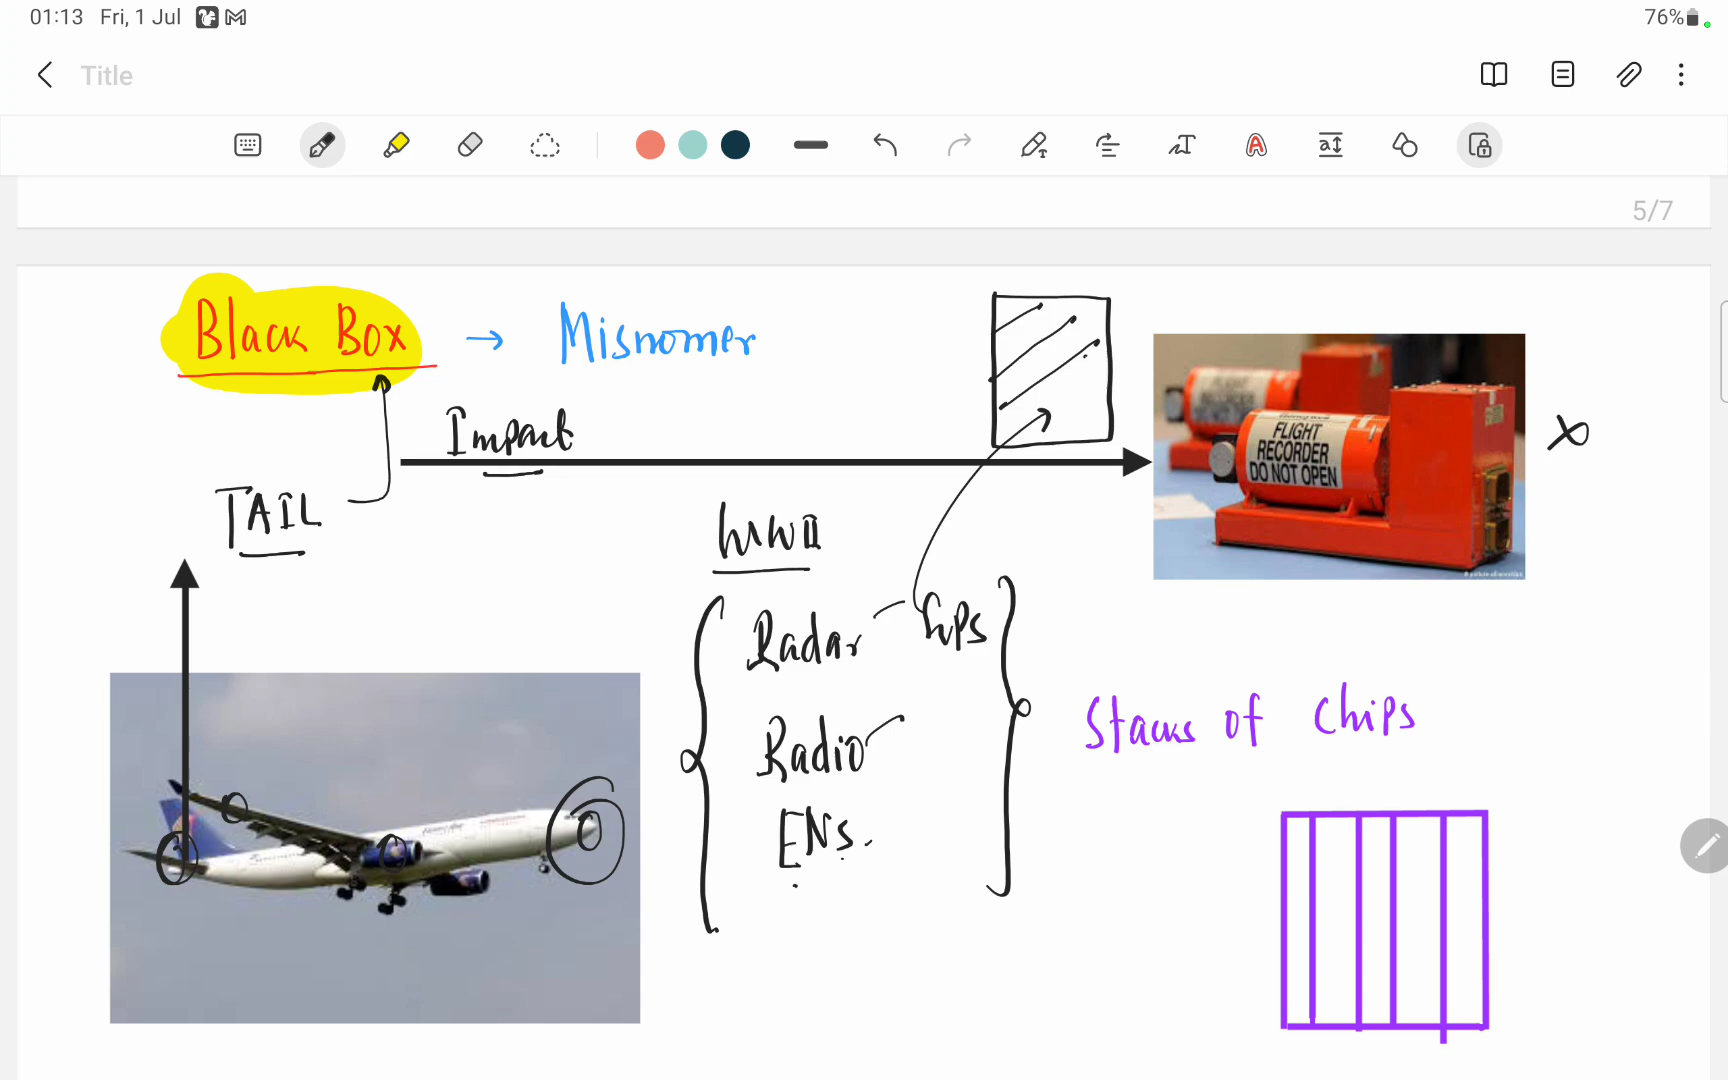 01:13 Fri, 1 Jul
76%
Title
5/7
Black Box → Misnomer
Impact
TAIL
FLIGHT
RECORDER
DO NOT OPEN
WWII
Radar
GPS
Radio
ENS.
Stacks of Chips